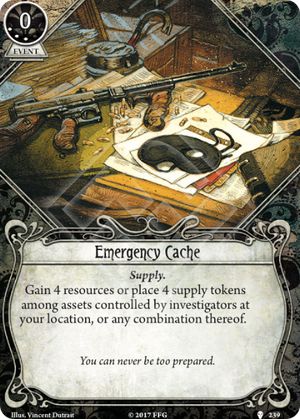 0
EVENT
Emergency Cache
Supply.
Gain 4 resources or place 4 supply tokens
among assets controlled by investigators at
your location, or any combination thereof.
You can never be too prepared.
Illus. Vincent Dutrait
© 2017 FFG
239